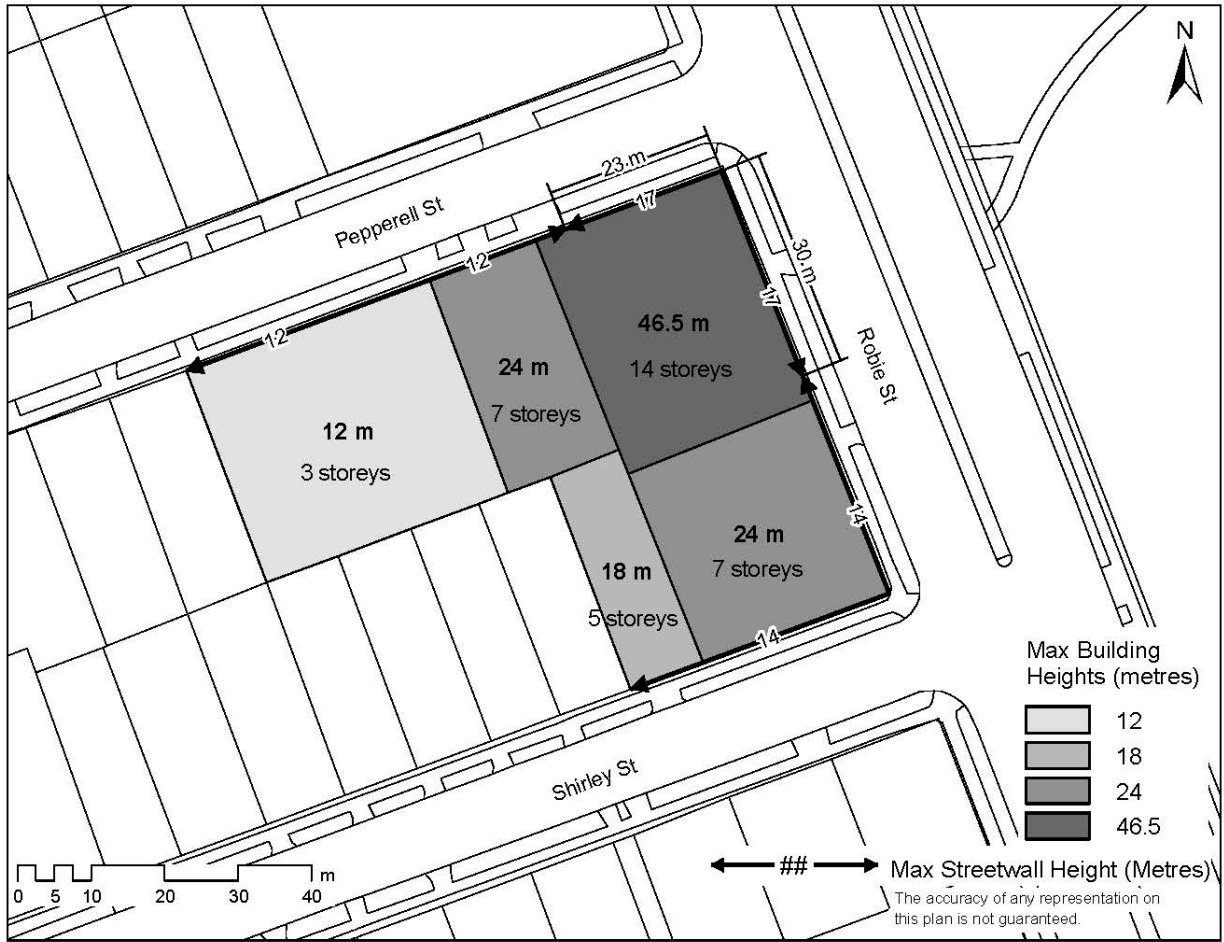 N
23 m
17
Pepperell St
12
12
30 m
17
46.5 m
14 storeys
Robie St
24 m
7 storeys
12 m
3 storeys
14
24 m
7 storeys
18 m
5 storeys
14
Shirley St
Max Building
Heights (metres)
12
18
24
46.5
## Max Streetwall Height (Metres)
The accuracy of any representation on
this plan is not guaranteed.
m
0 5 10 20 30 40